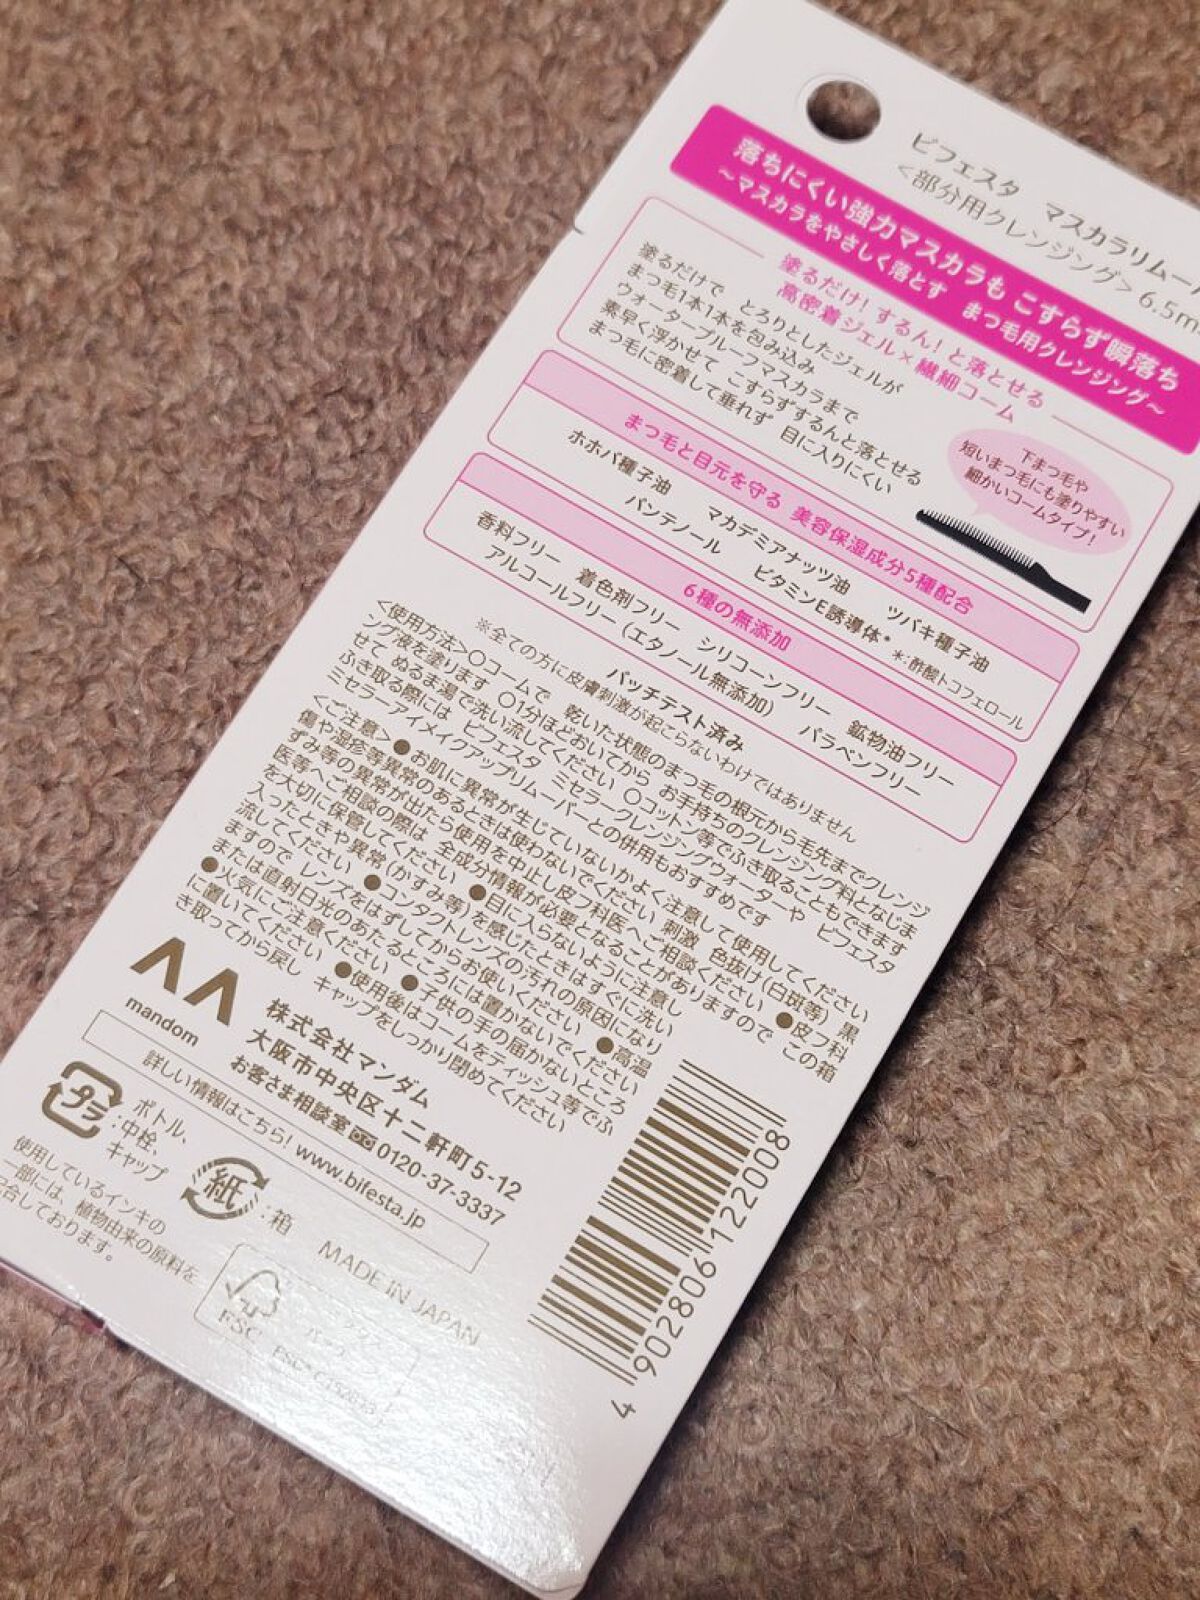 ビフェスタ マスカラリムーバ
<部分用クレンジング> 6.5m
落ちにくい強力マスカラも こすらず瞬落ち
～マスカラをやさしく落とす まつ毛用クレンジング～
塗るだけ！するん！と落とせる
高密着ジェル×繊細コーム
塗るだけで とろりとしたジェルが
まつ毛1本1本を包み込み
ウォータープルーフマスカラまで
素早く浮かせて こすらずするんと落とせる
まつ毛に密着して垂れず 目に入りにくい
下まつ毛や
短いまつ毛にも塗りやすい
細かいコームタイプ！
まつ毛と目元を守る 美容保湿成分5種配合
ホホバ種子油 マカデミアナッツ油 ツバキ種子油
パンテノール ビタミンE誘導体*
*:酢酸トコフェロール
6種の無添加
香料フリー 着色剤フリー シリコーンフリー 鉱物油フリー
アルコールフリー（エタノール無添加） パラベンフリー
パッチテスト済み
※全ての方に皮膚刺激が起こらないわけではありません
<使用方法>○コームで 乾いた状態のまつ毛の根元から毛先までクレンジ
ング液を塗ります ○1分ほどおいてから お手持ちのクレンジング料となじま
せて ぬるま湯で洗い流してください ○コットン等でふき取ることもできます
ふき取る際には ビフェスタ ミセラークレンジングウォーターや ビフェスタ
ミセラーアイメイクアップリムーバーとの併用もおすすめです
<ご注意>●お肌に異常が生じていないかよく注意して使用してください
傷や湿疹等異常のあるときは使わないでください 刺激 色抜け(白斑等) 黒
ずみ等の異常が出たら使用を中止し皮フ科医へご相談ください ●皮フ科
医等へご相談の際は 全成分情報が必要となることがありますので この箱
を大切に保管してください ●目に入らないように注意し
入ったときや異常(かすみ等)を感じたときはすぐに洗い
流してください ●コンタクトレンズの汚れの原因になり
ますので レンズをはずしてからお使いください ●高温
または直射日光のあたるところには置かないでください
●火気にご注意ください ●子供の手の届かないところ
に置いてください ●使用後はコームをティッシュ等でふ
き取ってから戻し キャップをしっかり閉めてください
mandom
株式会社マンダム
大阪市中央区十二軒町5-12
お客さま相談室 0120-37-3337
詳しい情報はこちら！www.bifesta.jp
プラ
:ボトル、
中栓、
キャップ
紙
:箱
MADE IN JAPAN
使用しているインキの
一部には、植物由来の原料を
配合しております。
FSC
4 902806 122008